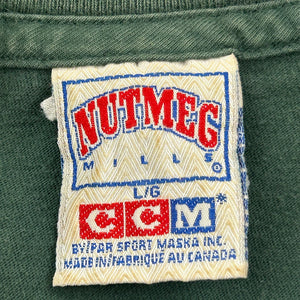 NUTMEG
MILLS®
L/G
CCM*
BY/PAR SPORT MASKA INC.
MADE IN/FABRIQUÉ AU CANADA